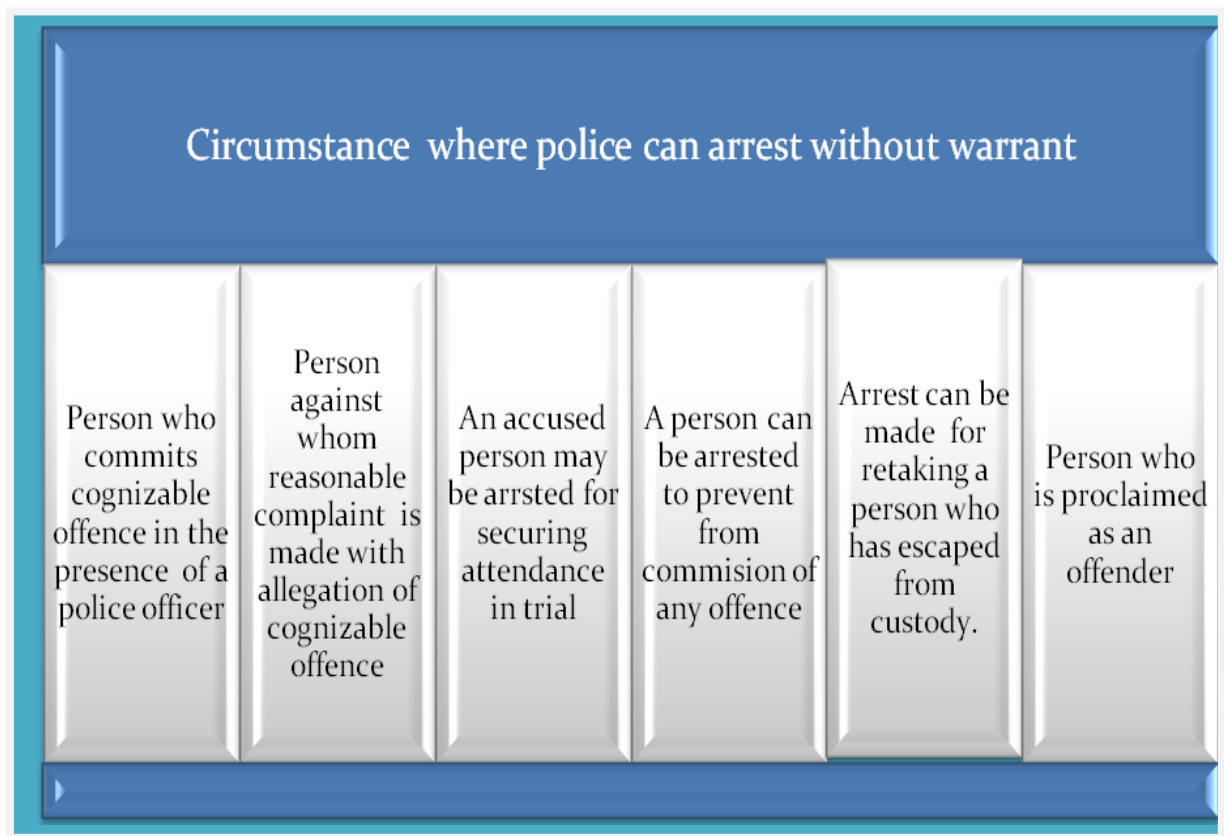 Circumstance where police can arrest without warrant
Person who
commits
cognizable
offence in the
presence of a
police officer
Person
against
whom
reasonable
complaint is
made with
allegation of
cognizable
offence
An accused
person may
be arrsted for
securing
attendance
in trial
A person can
be arrested
to prevent
from
commision of
any offence
Arrest can be
made for
retaking a
person who
has escaped
from
custody.
Person who
is proclaimed
as an
offender